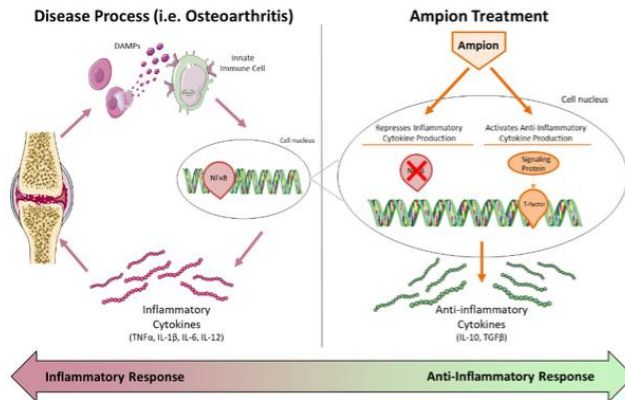 Disease Process (i.e. Osteoarthritis)
DAMPs
Innate
Immune Cell
Cell nucleus
NFκB
Inflammatory
Cytokines
(TNFα, IL-1β, IL-6, IL-12)
Ampion Treatment
Ampion
Cell nucleus
Represses Inflammatory
Cytokine Production
Activates Anti-Inflammatory
Cytokine Production
Signaling
Protein
T-factor
Anti-inflammatory
Cytokines
(IL-10, TGFβ)
Inflammatory Response
Anti-Inflammatory Response